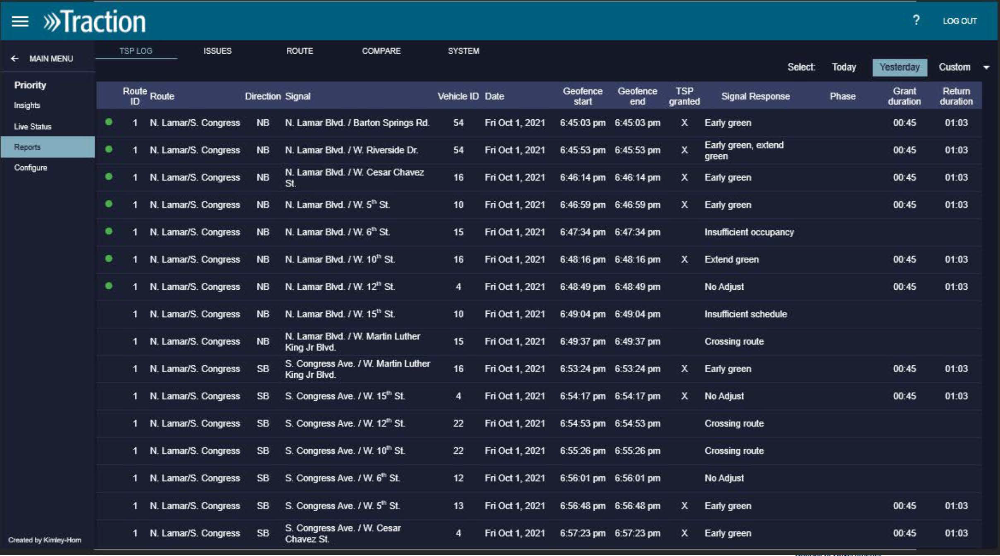 »Traction
? LOG OUT
MAIN MENU
Priority
Insights
Live Status
Reports
Configure
Created by Kimley-Horn
TSP LOG ISSUES ROUTE COMPARE SYSTEM
Select: Today Yesterday Custom
Route ID Route Direction Signal Vehicle ID Date Geofence start Geofence end TSP granted Signal Response Phase Grant duration Return duration
1 N. Lamar/S. Congress NB N. Lamar Blvd. / Barton Springs Rd. 54 Fri Oct 1, 2021 6:45:03 pm 6:45:03 pm X Early green 00:45 01:03
1 N. Lamar/S. Congress NB N. Lamar Blvd. / W. Riverside Dr. 54 Fri Oct 1, 2021 6:45:53 pm 6:45:53 pm X Early green, extend green 00:45 01:03
1 N. Lamar/S. Congress NB N. Lamar Blvd. / W. Cesar Chavez St. 16 Fri Oct 1, 2021 6:46:14 pm 6:46:14 pm X Early green 00:45 01:03
1 N. Lamar/S. Congress NB N. Lamar Blvd. / W. 5th St. 10 Fri Oct 1, 2021 6:46:59 pm 6:46:59 pm X Early green 00:45 01:03
1 N. Lamar/S. Congress NB N. Lamar Blvd. / W. 6th St. 15 Fri Oct 1, 2021 6:47:34 pm 6:47:34 pm Insufficient occupancy
1 N. Lamar/S. Congress NB N. Lamar Blvd. / W. 10th St. 16 Fri Oct 1, 2021 6:48:16 pm 6:48:16 pm X Extend green 00:45 01:03
1 N. Lamar/S. Congress NB N. Lamar Blvd. / W. 12th St. 4 Fri Oct 1, 2021 6:48:49 pm 6:48:49 pm No Adjust 00:45 01:03
1 N. Lamar/S. Congress NB N. Lamar Blvd. / W. 15th St. 10 Fri Oct 1, 2021 6:49:04 pm 6:49:04 pm Insufficient schedule
1 N. Lamar/S. Congress NB N. Lamar Blvd. / W. Martin Luther King Jr Blvd. 15 Fri Oct 1, 2021 6:49:37 pm 6:49:37 pm Crossing route
1 N. Lamar/S. Congress SB S. Congress Ave. / W. Martin Luther King Jr Blvd. 16 Fri Oct 1, 2021 6:53:24 pm 6:53:24 pm X Early green 00:45 01:03
1 N. Lamar/S. Congress SB S. Congress Ave. / W. 15th St. 4 Fri Oct 1, 2021 6:54:17 pm 6:54:17 pm X No Adjust 00:45 01:03
1 N. Lamar/S. Congress SB S. Congress Ave. / W. 12th St. 22 Fri Oct 1, 2021 6:54:53 pm 6:54:53 pm Crossing route
1 N. Lamar/S. Congress SB S. Congress Ave. / W. 10th St. 22 Fri Oct 1, 2021 6:55:26 pm 6:55:26 pm Crossing route
1 N. Lamar/S. Congress SB S. Congress Ave. / W. 6th St. 12 Fri Oct 1, 2021 6:56:01 pm 6:56:01 pm No Adjust
1 N. Lamar/S. Congress SB S. Congress Ave. / W. 5th St. 13 Fri Oct 1, 2021 6:56:48 pm 6:56:48 pm X Early green 00:45 01:03
1 N. Lamar/S. Congress SB S. Congress Ave. / W. Cesar Chavez St. 4 Fri Oct 1, 2021 6:57:23 pm 6:57:23 pm X Early green 00:45 01:03